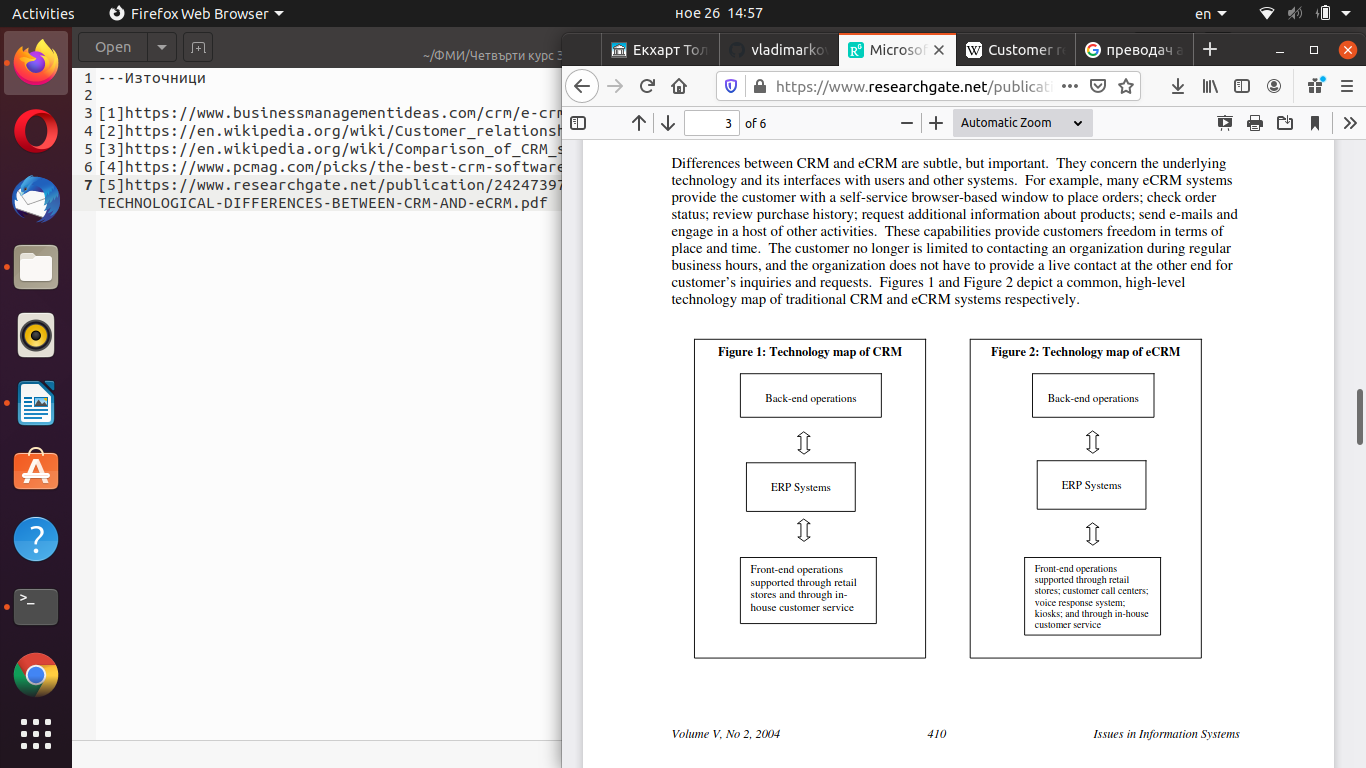 Activities
Firefox Web Browser
ное 26 14:57
en
Open
~/ФМИ/Четвърти курс
1 ---Източници
2
3 [1]https://www.businessmanagementideas.com/crm/e-crm
4 [2]https://en.wikipedia.org/wiki/Customer_relationsh
5 [3]https://en.wikipedia.org/wiki/Comparison_of_CRM_s
6 [4]https://www.pcmag.com/picks/the-best-crm-software
7 [5]https://www.researchgate.net/publication/24247397
TECHNOLOGICAL-DIFFERENCES-BETWEEN-CRM-AND-eCRM.pdf
Екхарт Тол
vladimarko
Microsof
Customer r
преводач а
https://www.researchgate.net/publicat
3 of 6
Automatic Zoom
Differences between CRM and eCRM are subtle, but important. They concern the underlying
technology and its interfaces with users and other systems. For example, many eCRM systems
provide the customer with a self-service browser-based window to place orders; check order
status; review purchase history; request additional information about products; send e-mails and
engage in a host of other activities. These capabilities provide customers freedom in terms of
place and time. The customer no longer is limited to contacting an organization during regular
business hours, and the organization does not have to provide a live contact at the other end for
customer's inquiries and requests. Figures 1 and Figure 2 depict a common, high-level
technology map of traditional CRM and eCRM systems respectively.
Figure 1: Technology map of CRM
Back-end operations
ERP Systems
Front-end operations
supported through retail
stores and through in-
house customer service
Figure 2: Technology map of eCRM
Back-end operations
ERP Systems
Front-end operations
supported through retail
stores; customer call centers;
voice response system;
kiosks; and through in-house
customer service
Volume V, No 2, 2004
410
Issues in Information Systems